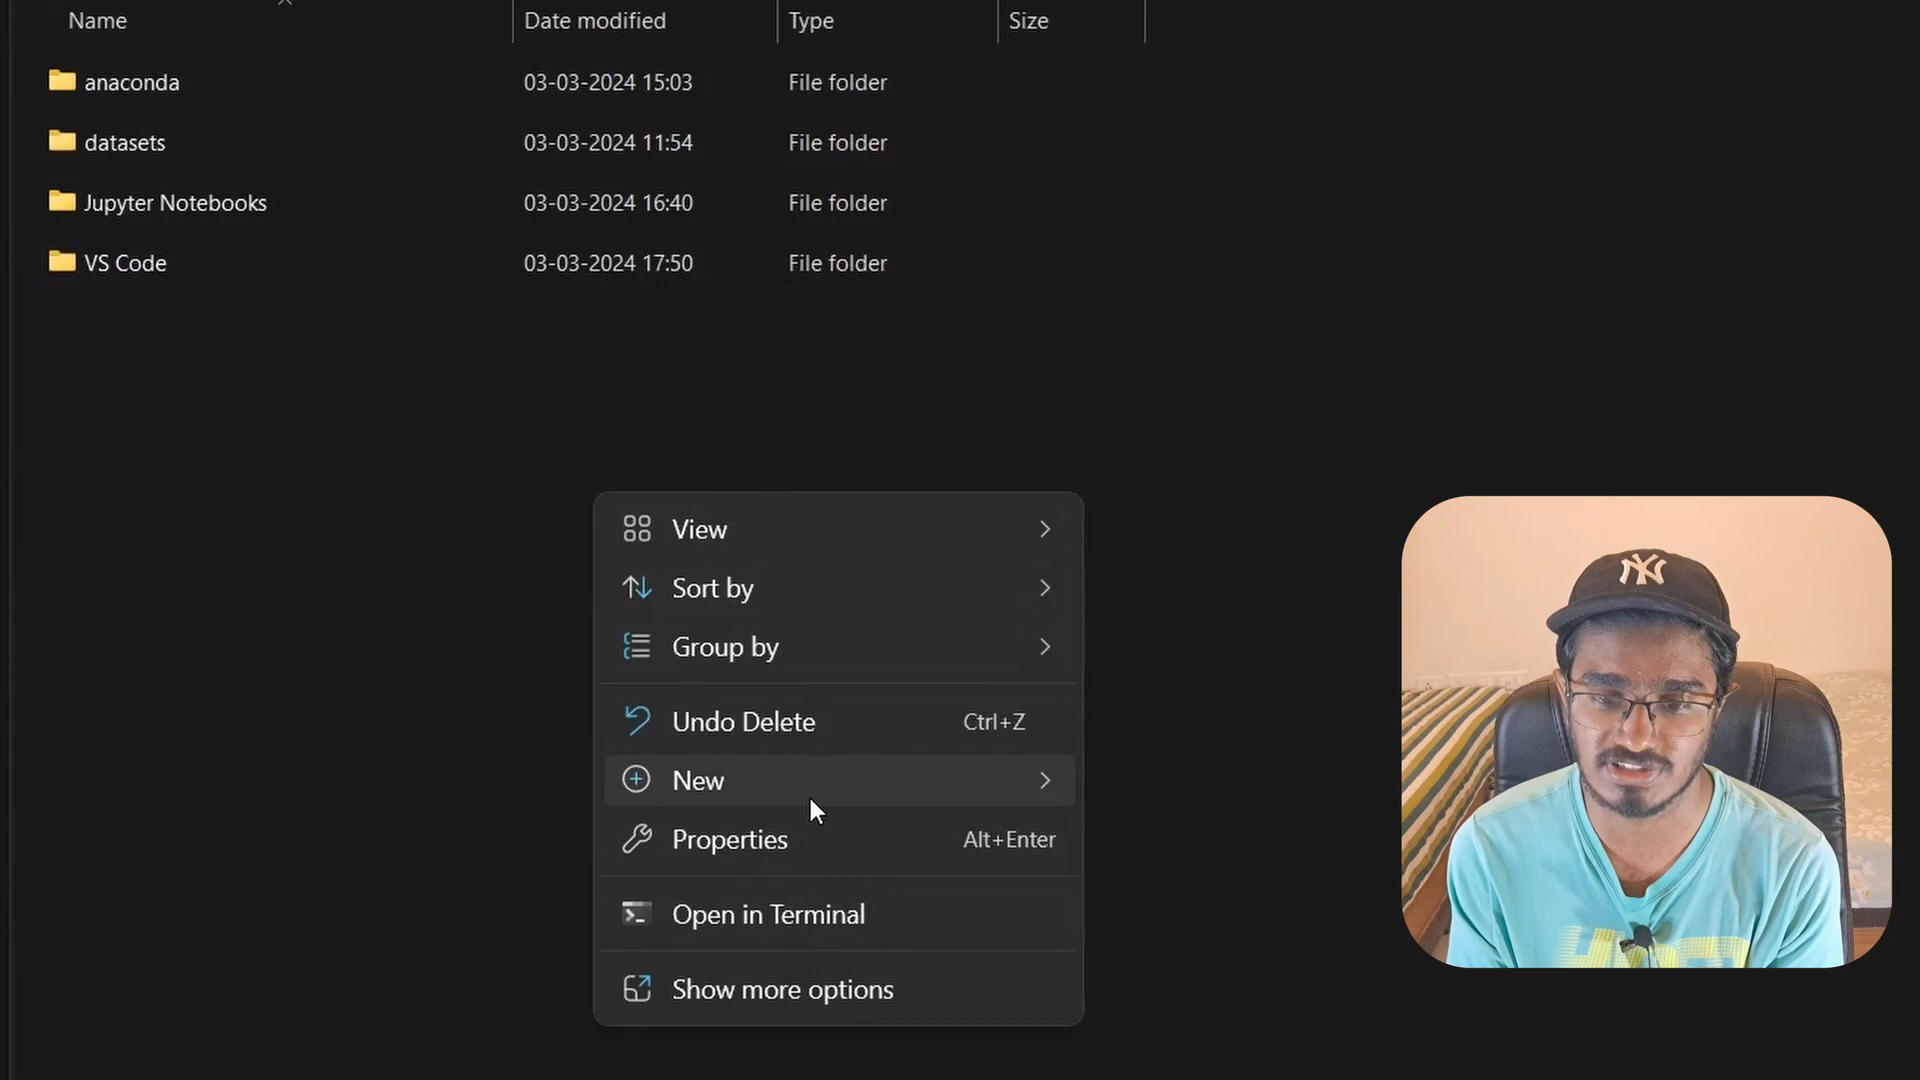 Name Date modified Type Size
anaconda 03-03-2024 15:03 File folder
datasets 03-03-2024 11:54 File folder
Jupyter Notebooks 03-03-2024 16:40 File folder
VS Code 03-03-2024 17:50 File folder
View
Sort by
Group by
Undo Delete Ctrl+Z
New
Properties Alt+Enter
Open in Terminal
Show more options
NY